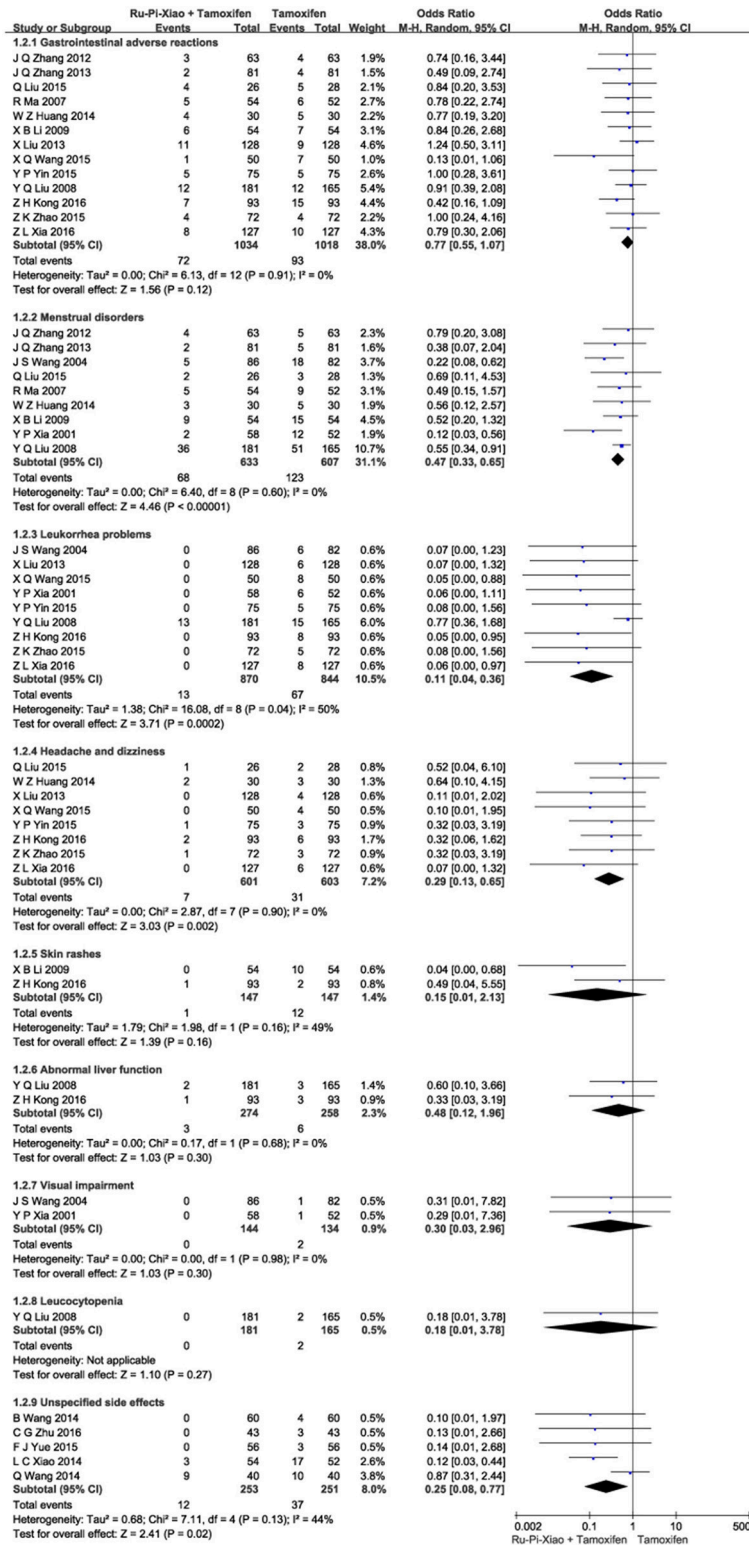 Ru-Pi-Xiao + Tamoxifen Tamoxifen Odds Ratio Odds Ratio
Study or Subgroup Events Total Events Total Weight M-H, Random, 95% CI M-H, Random, 95% CI
1.2.1 Gastrointestinal adverse reactions
J Q Zhang 2012 3 63 4 63 1.9% 0.74 [0.16, 3.44]
J Q Zhang 2013 2 81 4 81 1.5% 0.49 [0.09, 2.74]
Q Liu 2015 4 26 5 28 2.1% 0.84 [0.20, 3.53]
R Ma 2007 5 54 6 52 2.8% 0.78 [0.22, 2.74]
W Z Huang 2014 4 30 5 30 2.1% 0.77 [0.19, 3.20]
X B Li 2009 6 54 7 54 3.2% 0.84 [0.26, 2.68]
X Liu 2013 11 128 9 128 5.2% 1.24 [0.50, 3.11]
X Q Wang 2015 1 50 7 50 1.0% 0.13 [0.01, 1.06]
Y P Yin 2015 5 75 5 75 2.6% 1.00 [0.28, 3.61]
Y Q Liu 2008 12 181 12 165 6.1% 0.91 [0.39, 2.08]
Z H Kong 2016 7 93 15 93 4.8% 0.42 [0.16, 1.09]
Z K Zhao 2015 4 72 4 72 2.2% 1.00 [0.24, 4.16]
Z L Xia 2016 8 127 10 127 4.5% 0.79 [0.30, 2.06]
Subtotal (95% CI) 1034 1018 38.0% 0.77 [0.55, 1.07]
Total events 72 93
Heterogeneity: Tau² = 0.00; Chi² = 6.13, df = 12 (P = 0.91); I² = 0%
Test for overall effect: Z = 1.56 (P = 0.12)
1.2.2 Menstrual disorders
J Q Zhang 2012 4 63 5 63 2.3% 0.79 [0.20, 3.08]
J Q Zhang 2013 2 81 5 81 1.5% 0.38 [0.07, 2.04]
J S Wang 2004 5 86 18 82 3.7% 0.22 [0.08, 0.62]
Q Liu 2015 2 26 3 28 1.3% 0.69 [0.11, 4.53]
R Ma 2007 5 54 9 52 3.1% 0.49 [0.15, 1.57]
W Z Huang 2014 3 30 5 30 1.9% 0.56 [0.12, 2.57]
X B Li 2009 9 54 15 54 4.9% 0.52 [0.20, 1.32]
Y P Xia 2001 2 58 12 52 1.8% 0.12 [0.03, 0.56]
Y Q Liu 2008 36 181 51 165 10.7% 0.55 [0.34, 0.91]
Subtotal (95% CI) 633 607 31.1% 0.47 [0.33, 0.65]
Total events 68 123
Heterogeneity: Tau² = 0.00; Chi² = 6.40, df = 8 (P = 0.60); I² = 0%
Test for overall effect: Z = 4.46 (P < 0.00001)
1.2.3 Leukorrhea problems
J S Wang 2004 0 86 6 82 0.6% 0.07 [0.00, 1.23]
X Liu 2013 0 128 6 128 0.6% 0.07 [0.00, 1.32]
X Q Wang 2015 0 50 8 50 0.6% 0.05 [0.00, 0.88]
Y P Xia 2001 0 58 6 52 0.6% 0.06 [0.00, 1.11]
Y P Yin 2015 0 75 5 75 0.6% 0.08 [0.00, 1.56]
Y Q Liu 2008 13 181 15 165 6.0% 0.77 [0.36, 1.68]
Z H Kong 2016 0 93 8 93 0.6% 0.05 [0.00, 0.95]
Z K Zhao 2015 0 72 5 72 0.6% 0.08 [0.00, 1.56]
Z L Xia 2016 0 127 8 127 0.6% 0.06 [0.00, 0.97]
Subtotal (95% CI) 870 844 10.5% 0.11 [0.04, 0.36]
Total events 13 67
Heterogeneity: Tau² = 1.38; Chi² = 16.08, df = 8 (P = 0.04); I² = 50%
Test for overall effect: Z = 3.71 (P = 0.0002)
1.2.4 Headache and dizziness
Q Liu 2015 1 26 2 28 0.8% 0.52 [0.04, 6.10]
W Z Huang 2014 2 30 3 30 1.3% 0.64 [0.10, 4.15]
X Liu 2013 0 128 4 128 0.6% 0.11 [0.01, 2.02]
X Q Wang 2015 0 50 4 50 0.6% 0.10 [0.01, 1.95]
Y P Yin 2015 1 75 3 75 0.9% 0.32 [0.03, 3.19]
Z H Kong 2016 2 93 6 93 1.7% 0.32 [0.06, 1.62]
Z K Zhao 2015 1 72 3 72 0.9% 0.32 [0.03, 3.19]
Z L Xia 2016 0 127 6 127 0.6% 0.07 [0.00, 1.32]
Subtotal (95% CI) 601 603 7.2% 0.29 [0.13, 0.65]
Total events 7 31
Heterogeneity: Tau² = 0.00; Chi² = 2.87, df = 7 (P = 0.90); I² = 0%
Test for overall effect: Z = 3.03 (P = 0.002)
1.2.5 Skin rashes
X B Li 2009 0 54 10 54 0.6% 0.04 [0.00, 0.68]
Z H Kong 2016 1 93 2 93 0.8% 0.49 [0.04, 5.55]
Subtotal (95% CI) 147 147 1.4% 0.15 [0.01, 2.13]
Total events 1 12
Heterogeneity: Tau² = 1.79; Chi² = 1.98, df = 1 (P = 0.16); I² = 49%
Test for overall effect: Z = 1.39 (P = 0.16)
1.2.6 Abnormal liver function
Y Q Liu 2008 2 181 3 165 1.4% 0.60 [0.10, 3.66]
Z H Kong 2016 1 93 3 93 0.9% 0.33 [0.03, 3.19]
Subtotal (95% CI) 274 258 2.3% 0.48 [0.12, 1.96]
Total events 3 6
Heterogeneity: Tau² = 0.00; Chi² = 0.17, df = 1 (P = 0.68); I² = 0%
Test for overall effect: Z = 1.03 (P = 0.30)
1.2.7 Visual impairment
J S Wang 2004 0 86 1 82 0.5% 0.31 [0.01, 7.82]
Y P Xia 2001 0 58 1 52 0.5% 0.29 [0.01, 7.36]
Subtotal (95% CI) 144 134 0.9% 0.30 [0.03, 2.96]
Total events 0 2
Heterogeneity: Tau² = 0.00; Chi² = 0.00, df = 1 (P = 0.98); I² = 0%
Test for overall effect: Z = 1.03 (P = 0.30)
1.2.8 Leucocytopenia
Y Q Liu 2008 0 181 2 165 0.5% 0.18 [0.01, 3.78]
Subtotal (95% CI) 181 165 0.5% 0.18 [0.01, 3.78]
Total events 0 2
Heterogeneity: Not applicable
Test for overall effect: Z = 1.10 (P = 0.27)
1.2.9 Unspecified side effects
B Wang 2014 0 60 4 60 0.5% 0.10 [0.01, 1.97]
C G Zhu 2016 0 43 3 43 0.5% 0.13 [0.01, 2.66]
F J Yue 2015 0 56 3 56 0.5% 0.14 [0.01, 2.68]
L C Xiao 2014 3 54 17 52 2.6% 0.12 [0.03, 0.44]
Q Wang 2014 9 40 10 40 3.8% 0.87 [0.31, 2.44]
Subtotal (95% CI) 253 251 8.0% 0.25 [0.08, 0.77]
Total events 12 37
Heterogeneity: Tau² = 0.68; Chi² = 7.11, df = 4 (P = 0.13); I² = 44%
Test for overall effect: Z = 2.41 (P = 0.02)
0.002 0.1 1 10 500
Ru-Pi-Xiao + Tamoxifen Tamoxifen